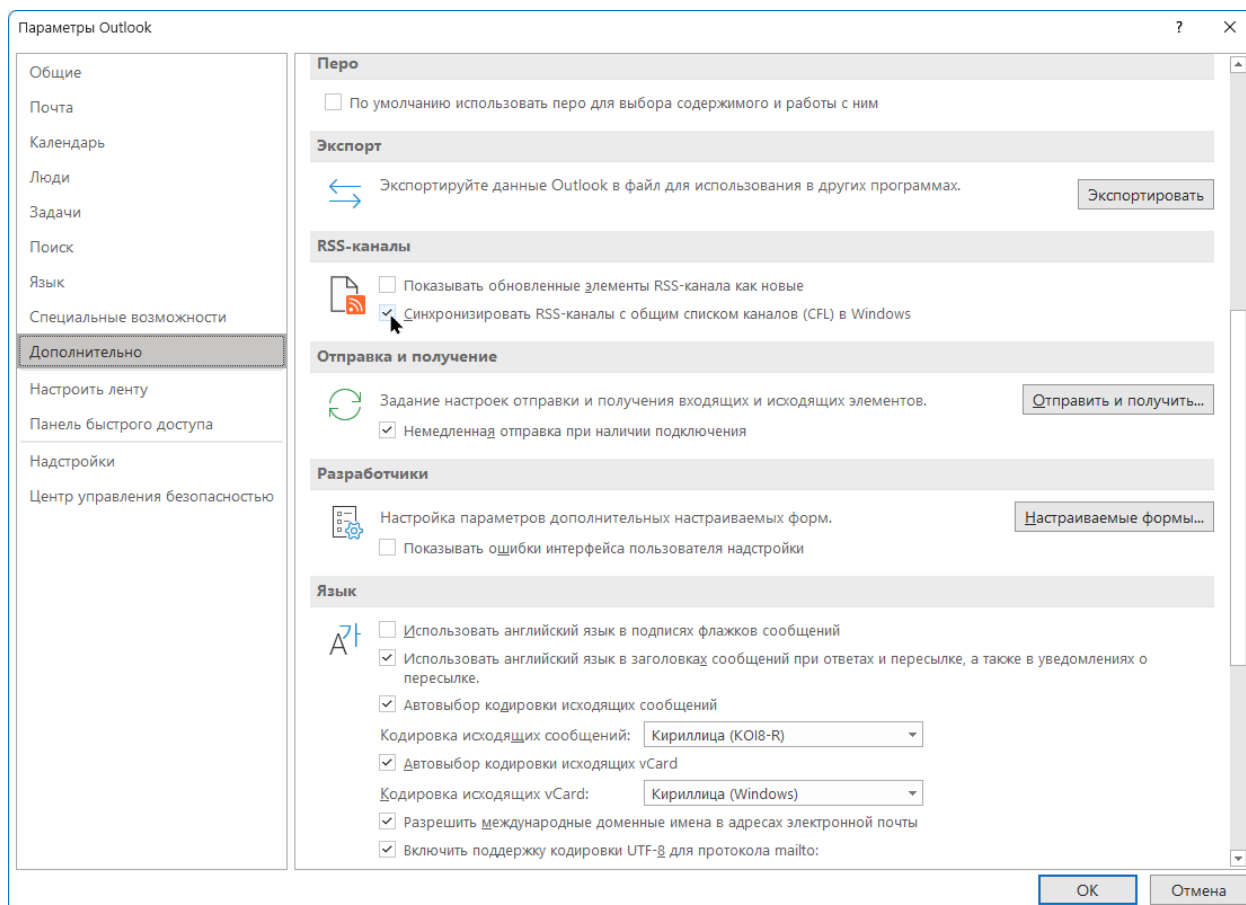 Параметры Outlook
?
Общие
Почта
Календарь
Люди
Задачи
Поиск
Язык
Специальные возможности
Дополнительно
Настроить ленту
Панель быстрого доступа
Надстройки
Центр управления безопасностью
Перо
По умолчанию использовать перо для выбора содержимого и работы с ним
Экспорт
Экспортируйте данные Outlook в файл для использования в других программах.
Экспортировать
RSS-каналы
Показывать обновленные элементы RSS-канала как новые
Синхронизировать RSS-каналы с общим списком каналов (CFL) в Windows
Отправка и получение
Задание настроек отправки и получения входящих и исходящих элементов.
Отправить и получить...
Немедленная отправка при наличии подключения
Разработчики
Настройка параметров дополнительных настраиваемых форм.
Настраиваемые формы...
Показывать ошибки интерфейса пользователя надстройки
Язык
Использовать английский язык в подписях флажков сообщений
Использовать английский язык в заголовках сообщений при ответах и пересылке, а также в уведомлениях о
пересылке.
Автовыбор кодировки исходящих сообщений
Кодировка исходящих сообщений: Кириллица (KOI8-R)
Автовыбор кодировки исходящих vCard
Кодировка исходящих vCard: Кириллица (Windows)
Разрешить международные доменные имена в адресах электронной почты
Включить поддержку кодировки UTF-8 для протокола mailto:
ОК
Отмена